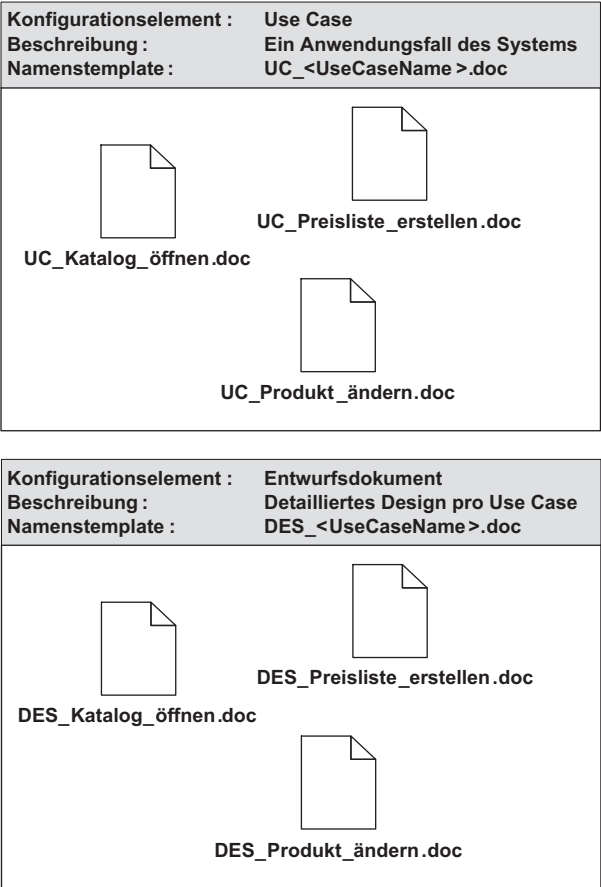 Konfigurationselement : Use Case
Beschreibung : Ein Anwendungsfall des Systems
Namenstemplate : UC_<UseCaseName >.doc
UC_Preisliste_erstellen.doc
UC_Katalog_öffnen.doc
UC_Produkt_ändern.doc
Konfigurationselement : Entwurfsdokument
Beschreibung : Detailliertes Design pro Use Case
Namenstemplate : DES_<UseCaseName>.doc
DES_Preisliste_erstellen.doc
DES_Katalog_öffnen.doc
DES_Produkt_ändern.doc